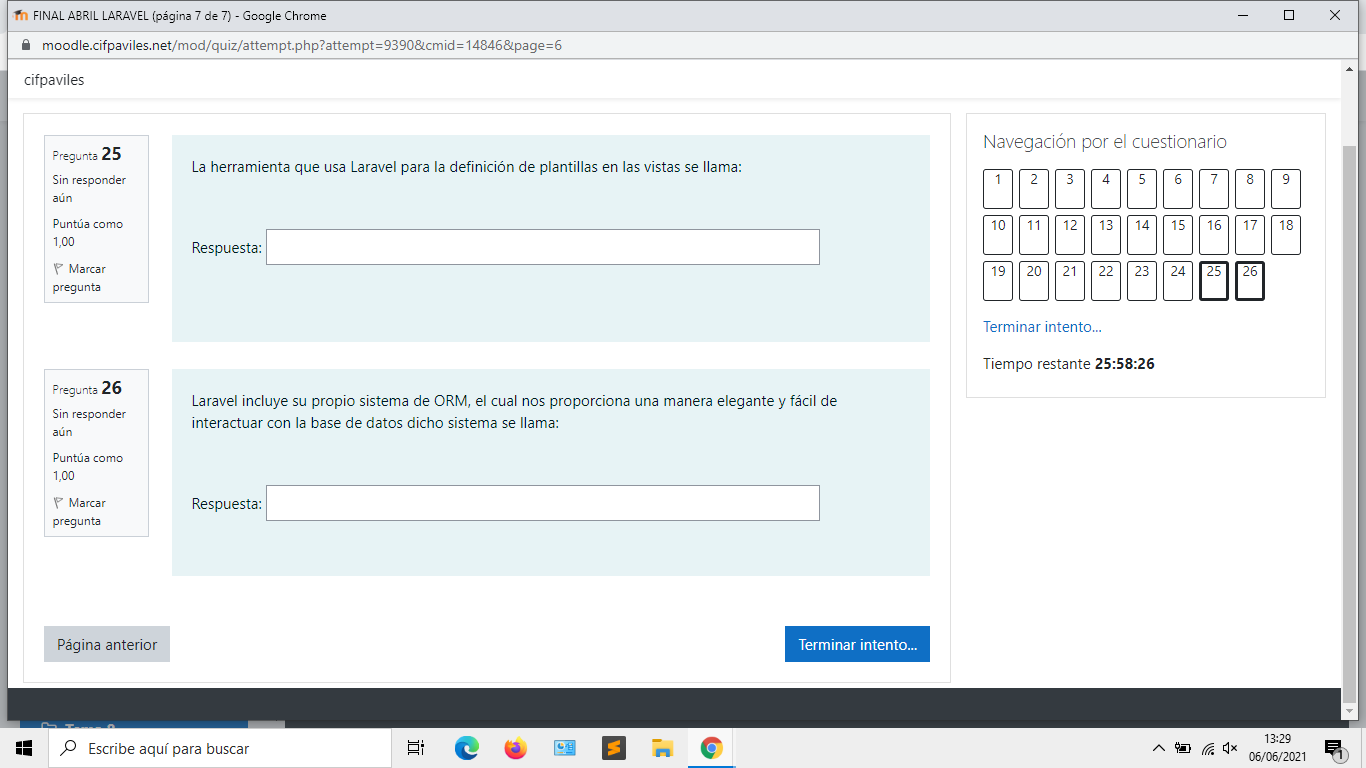 FINAL ABRIL LARAVEL (página 7 de 7) - Google Chrome
moodle.cifpaviles.net/mod/quiz/attempt.php?attempt=9390&cmid=14846&page=6
cifpaviles
Pregunta 25
Sin responder
aún
Puntúa como
1,00
Marcar
pregunta
La herramienta que usa Laravel para la definición de plantillas en las vistas se llama:
Respuesta:
Pregunta 26
Sin responder
aún
Puntúa como
1,00
Marcar
pregunta
Laravel incluye su propio sistema de ORM, el cual nos proporciona una manera elegante y fácil de
interactuar con la base de datos dicho sistema se llama:
Respuesta:
Página anterior
Terminar intento...
Navegación por el cuestionario
1 2 3 4 5 6 7 8 9
10 11 12 13 14 15 16 17 18
19 20 21 22 23 24 25 26
Terminar intento...
Tiempo restante 25:58:26
Escribe aquí para buscar
13:29
06/06/2021
1